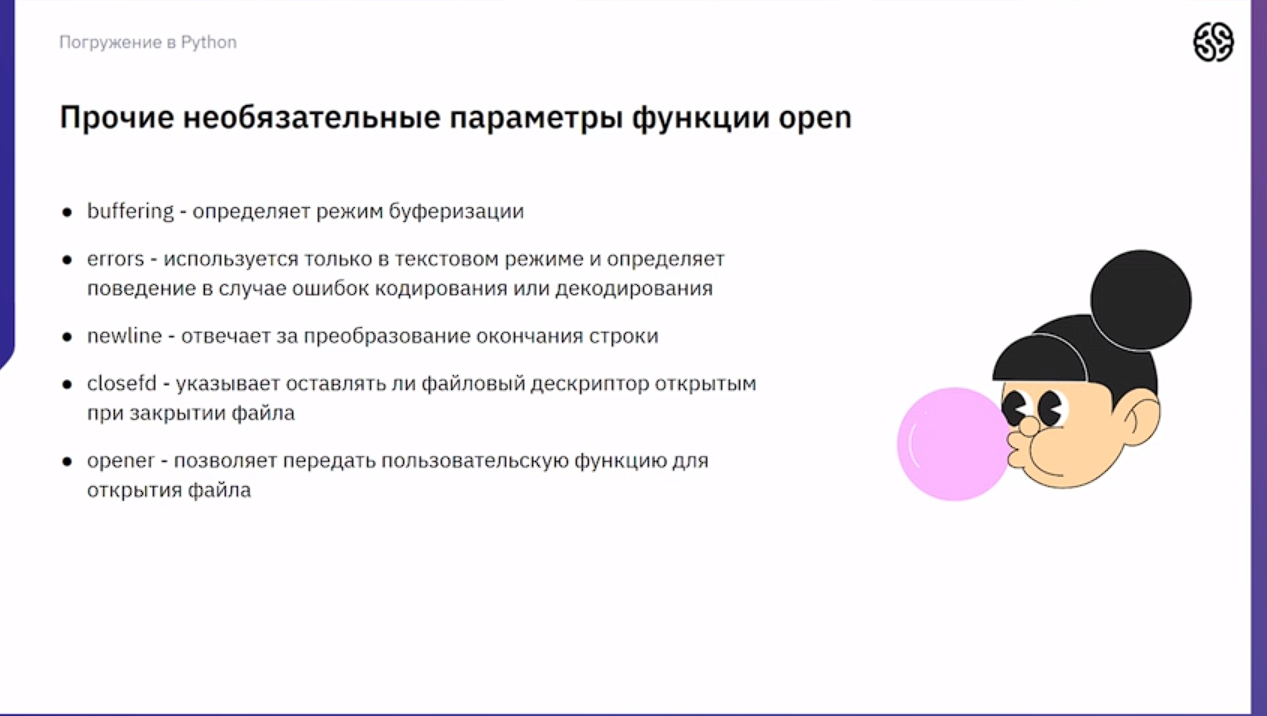 Погружение в Python
Прочие необязательные параметры функции open
● buffering - определяет режим буферизации
● errors - используется только в текстовом режиме и определяет
поведение в случае ошибок кодирования или декодирования
● newline - отвечает за преобразование окончания строки
● closefd - указывает оставлять ли файловый дескриптор открытым
при закрытии файла
● opener - позволяет передать пользовательскую функцию для
открытия файла